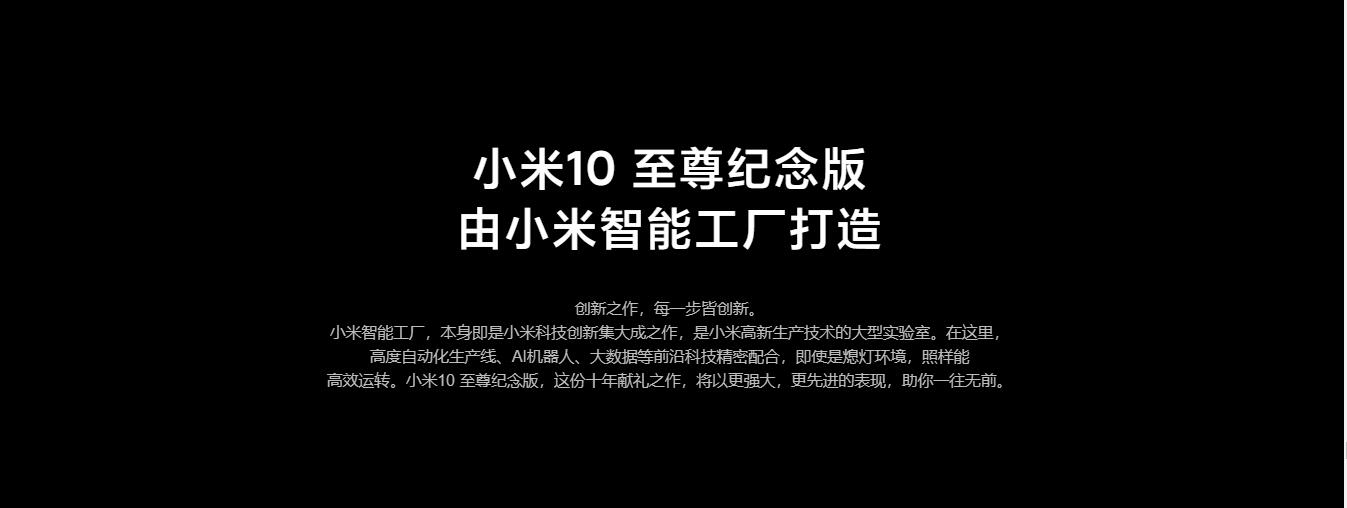 小米10 至尊纪念版
由小米智能工厂打造
创新之作，每一步皆创新。
小米智能工厂，本身即是小米科技创新集大成之作，是小米高新生产技术的大型实验室。在这里，
高度自动化生产线、AI机器人、大数据等前沿科技精密配合，即使是熄灯环境，照样能
高效运转。小米10 至尊纪念版，这份十年献礼之作，将以更强大，更先进的表现，助你一往无前。